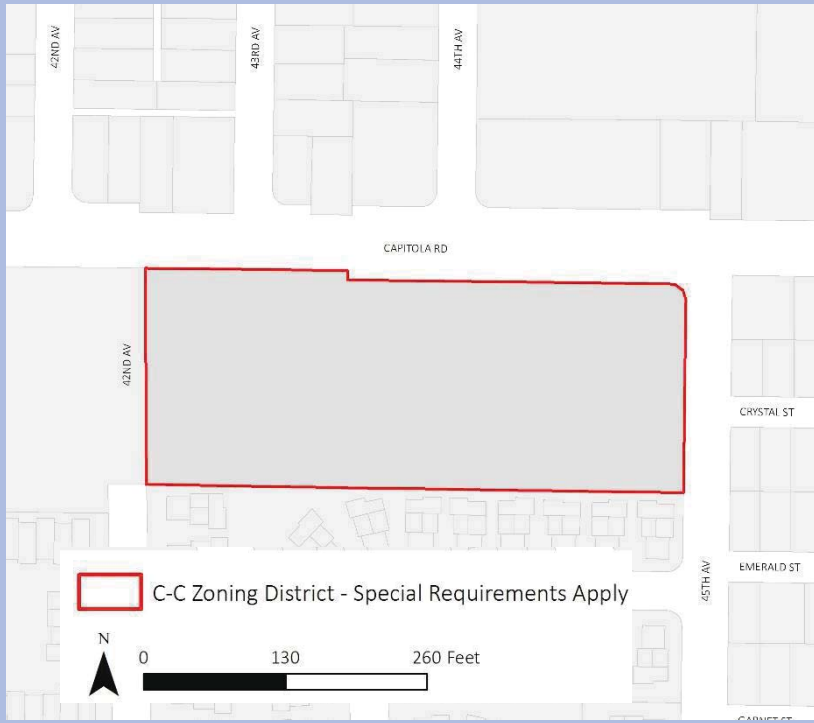 42ND AV
43RD AV
44TH AV
CAPITOLA RD
42ND AV
CRYSTAL ST
EMERALD ST
45TH AV
C-C Zoning District - Special Requirements Apply
N
0 130 260 Feet
ST